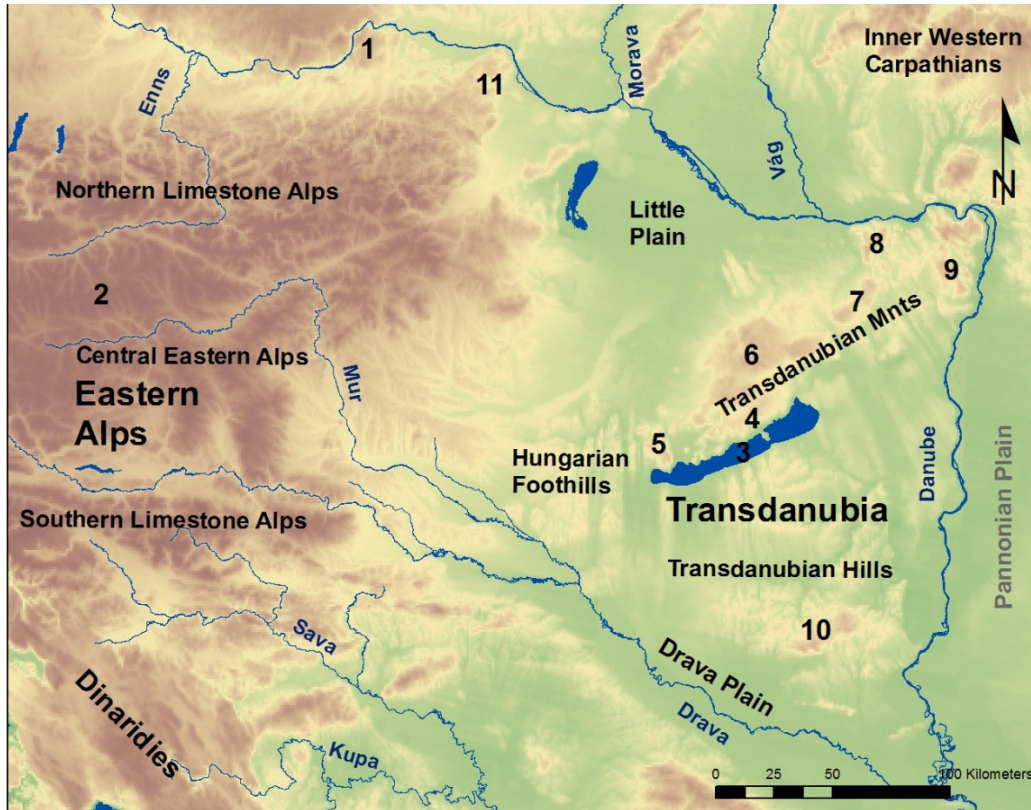 1
11
Enns
Morava
Inner Western
Carpathians
Vág
N
Northern Limestone Alps
Little
Plain
8
9
2
7
Central Eastern Alps
Mur
6
Transdanubian Mnts
Eastern
Alps
5
4
3
Hungarian
Foothills
Danube
Pannonian Plain
Southern Limestone Alps
Transdanubia
Transdanubian Hills
10
Sava
Drava Plain
Drava
Dinaridies
Kupa
0 25 50 100 Kilometers